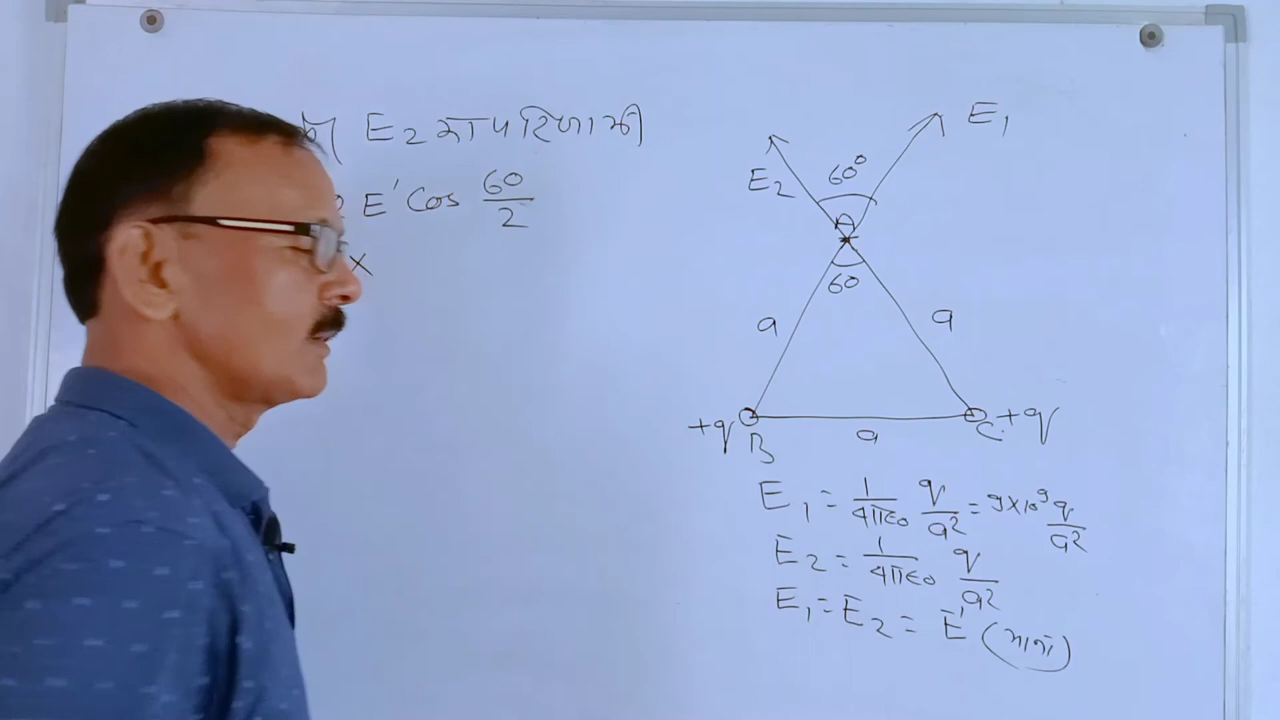 E₂ का परिणामी
E' Cos 60/2
x
E₁
E₂
60⁰
A
60
a
a
+q
B
a
C
+q
E₁ = 1/4πε₀ q/a² = 9×10⁹ q/a²
E₂ = 1/4πε₀ q/a²
E₁ = E₂ = E' (माना)